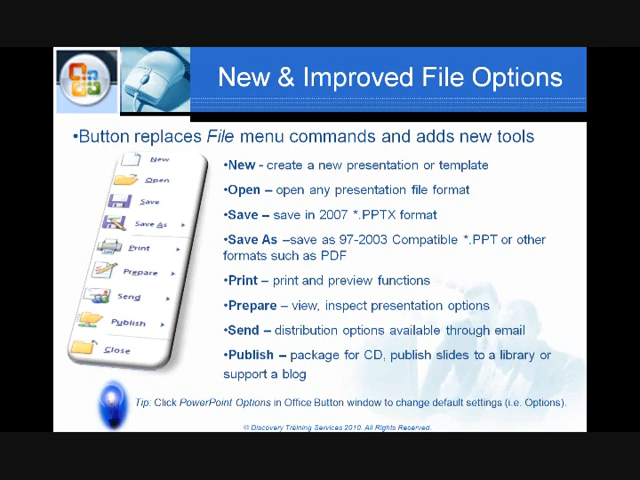 New & Improved File Options
•Button replaces File menu commands and adds new tools
New
Open
Save
Save As
Print
Prepare
Send
Publish
Close
•New - create a new presentation or template
•Open – open any presentation file format
•Save – save in 2007 *.PPTX format
•Save As –save as 97-2003 Compatible *.PPT or other
formats such as PDF
•Print – print and preview functions
•Prepare – view, inspect presentation options
•Send – distribution options available through email
•Publish – package for CD, publish slides to a library or
support a blog
Tip: Click PowerPoint Options in Office Button window to change default settings (i.e. Options).
© Discovery Training Services 2010. All Rights Reserved.